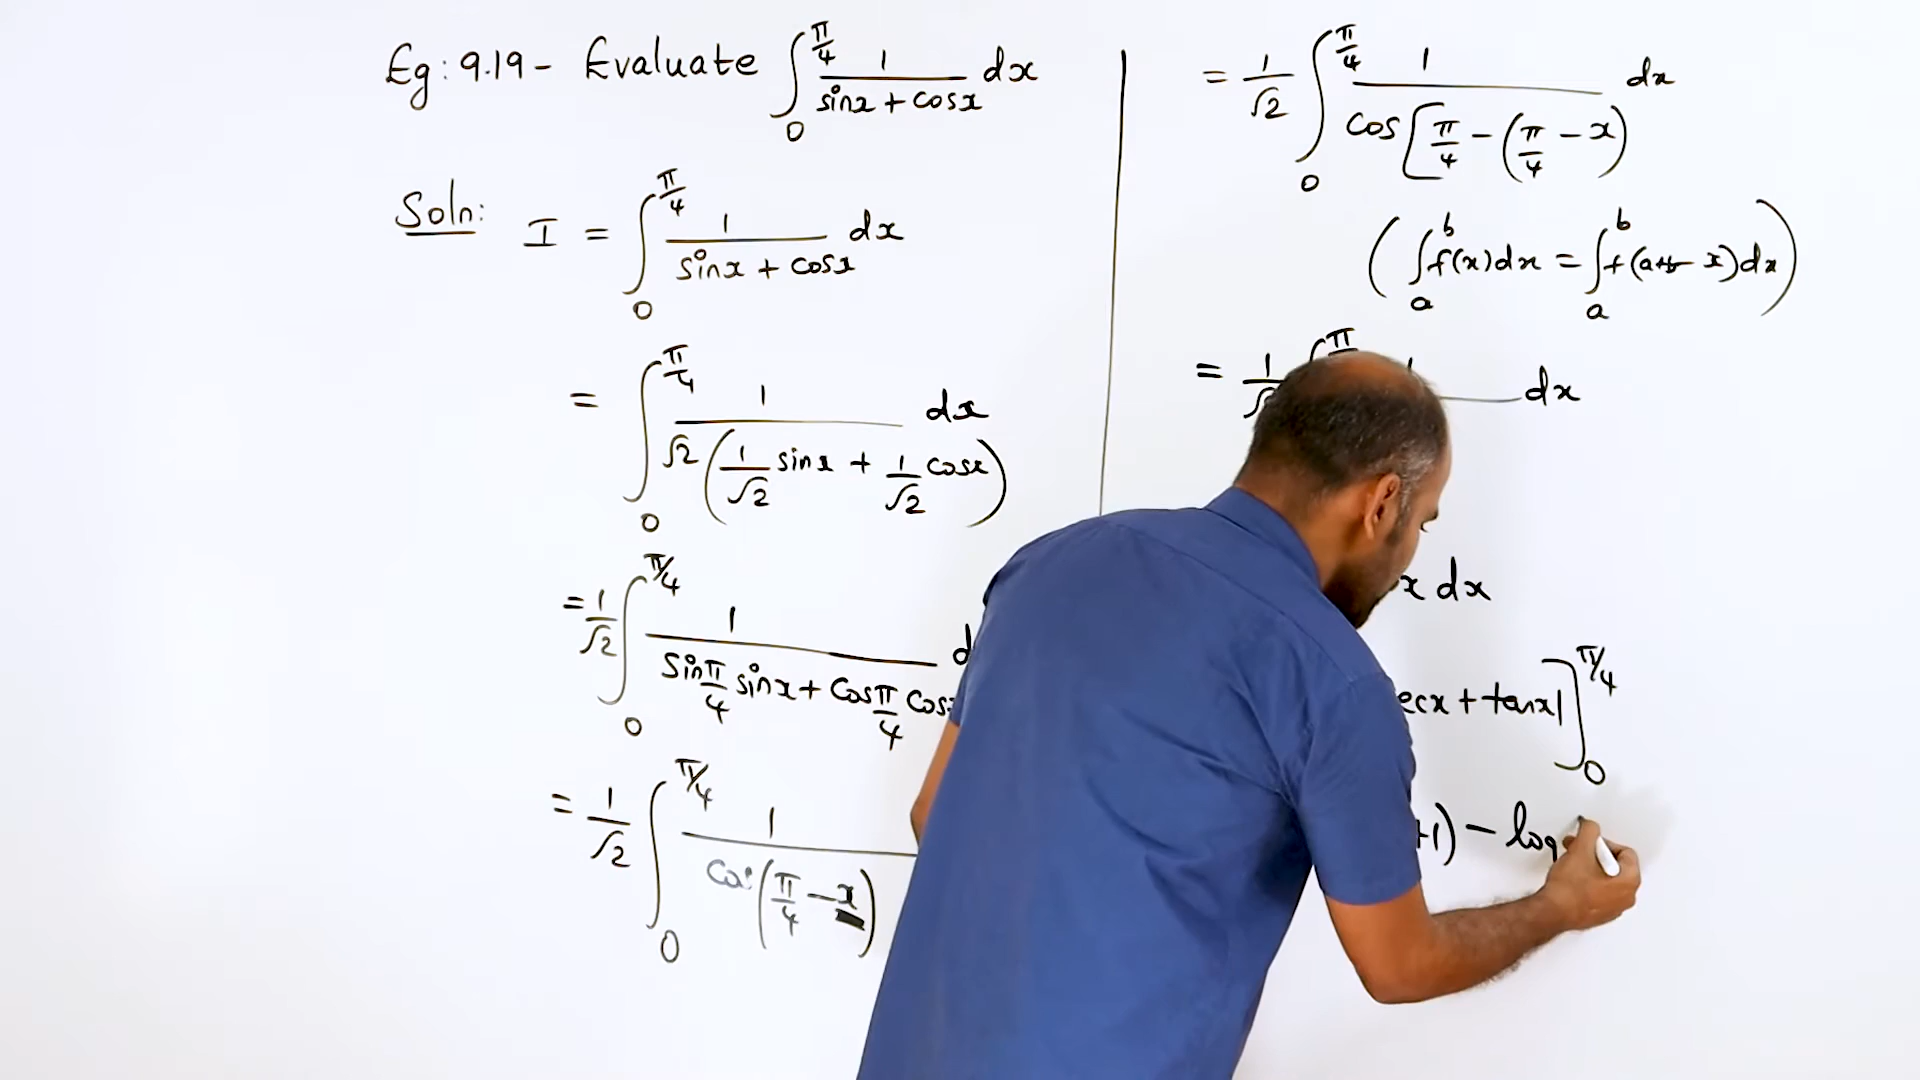 Eg: 9.19 - Evaluate ∫₀^{π/4} 1/(sinx + cosx) dx
Soln: I = ∫₀^{π/4} 1/(sinx + cosx) dx
= ∫₀^{π/4} 1/(√2 (1/√2 sinx + 1/√2 cosx)) dx
= 1/√2 ∫₀^{π/4} 1/(sin π/4 sinx + cos π/4 cosx
= 1/√2 ∫₀^{π/4} 1/cos(π/4 - x)
= 1/√2 ∫₀^{π/4} 1/cos[π/4 - (π/4 - x) dx
(∫ₐᵇ f(x)dx = ∫ₐᵇ f(a+b - x)dx)
= 1/√ ∫^π 1 dx
x dx
ecx + tanx|]₀^{π/4}
+1) - log